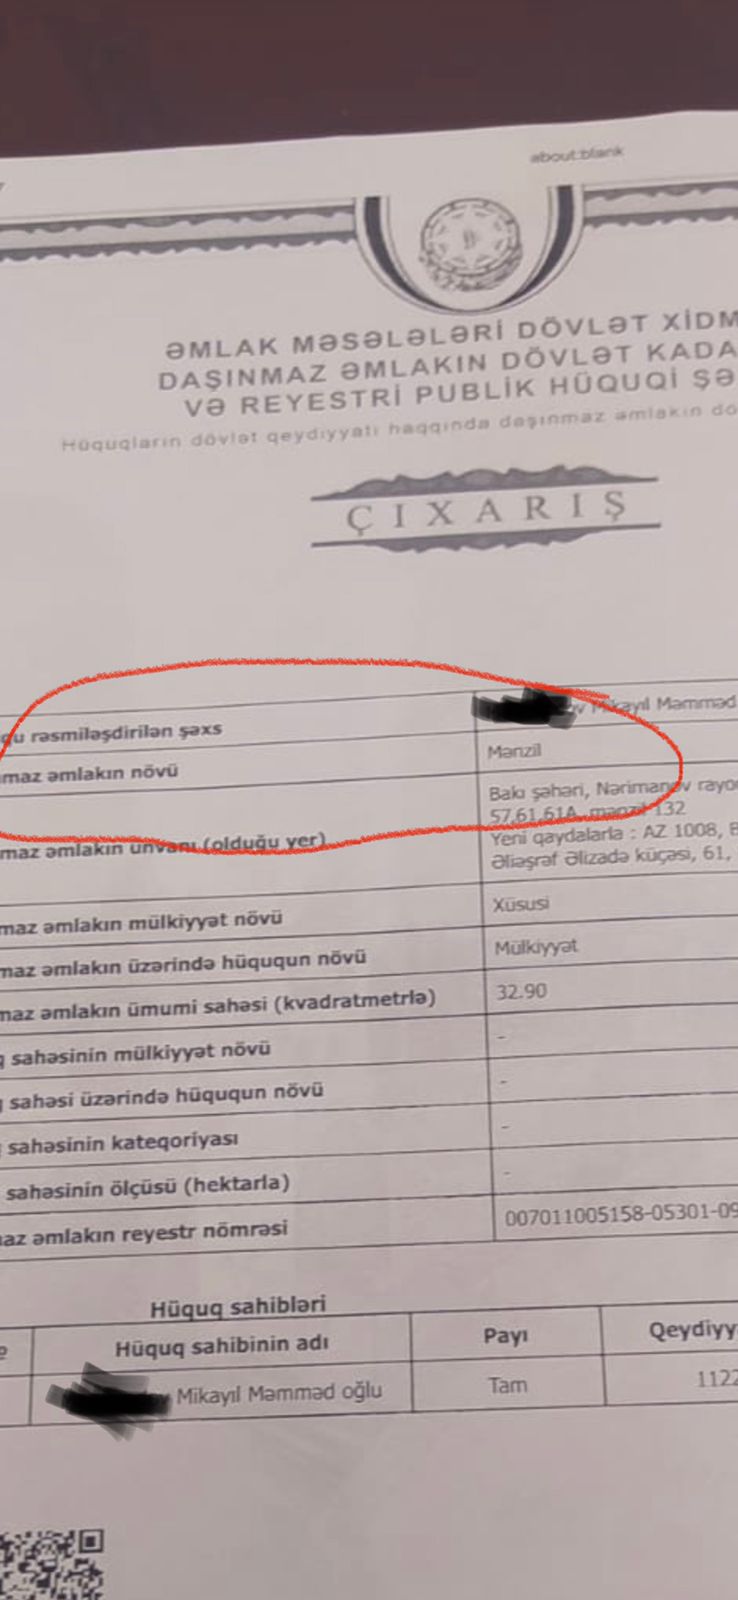 about:blank
ƏMLAK MƏSƏLƏLƏRİ DÖVLƏT XİDM
DAŞINMAZ ƏMLAKIN DÖVLƏT KADA
VƏ REYESTRİ PUBLİK HÜQUQİ ŞƏ
Hüquqların dövlət qeydiyyatı haqqında daşınmaz əmlakın dö
ÇIXARIŞ
qu rəsmiləşdirilən şəxs
v Mikayıl Məmməd
maz əmlakın növü
Mənzil
maz əmlakın ünvanı (olduğu yer)
Bakı şəhəri, Nərimanov rayo
57,61,61A, mənzil 132
Yeni qaydalarla : AZ 1008, B
Əliəşrəf Əlizadə küçəsi, 61,
maz əmlakın mülkiyyət növü
Xüsusi
maz əmlakın üzərində hüququn növü
Mülkiyyət
maz əmlakın ümumi sahəsi (kvadratmetrlə)
32.90
q sahəsinin mülkiyyət növü
-
q sahəsi üzərində hüququn növü
-
sahəsinin kateqoriyası
-
sahəsinin ölçüsü (hektarla)
-
az əmlakın reyestr nömrəsi
007011005158-05301-09
Hüquq sahibləri
Hüquq sahibinin adı
Payı
Qeydiyy
Mikayıl Məmməd oğlu
Tam
1122